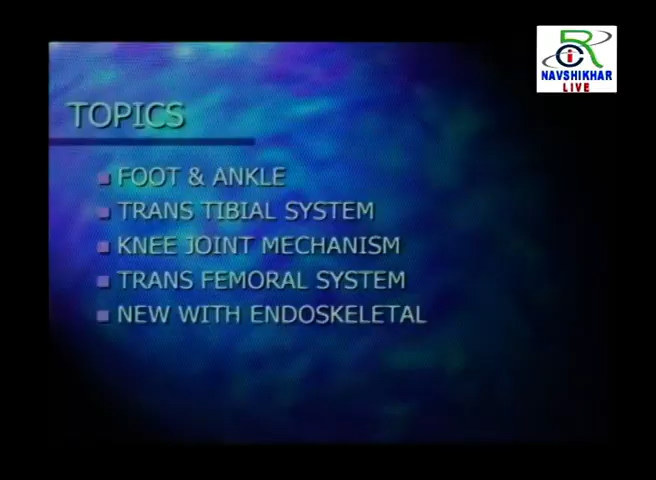 NAVSHIKHAR
LIVE
TOPICS
FOOT & ANKLE
TRANS TIBIAL SYSTEM
KNEE JOINT MECHANISM
TRANS FEMORAL SYSTEM
NEW WITH ENDOSKELETAL